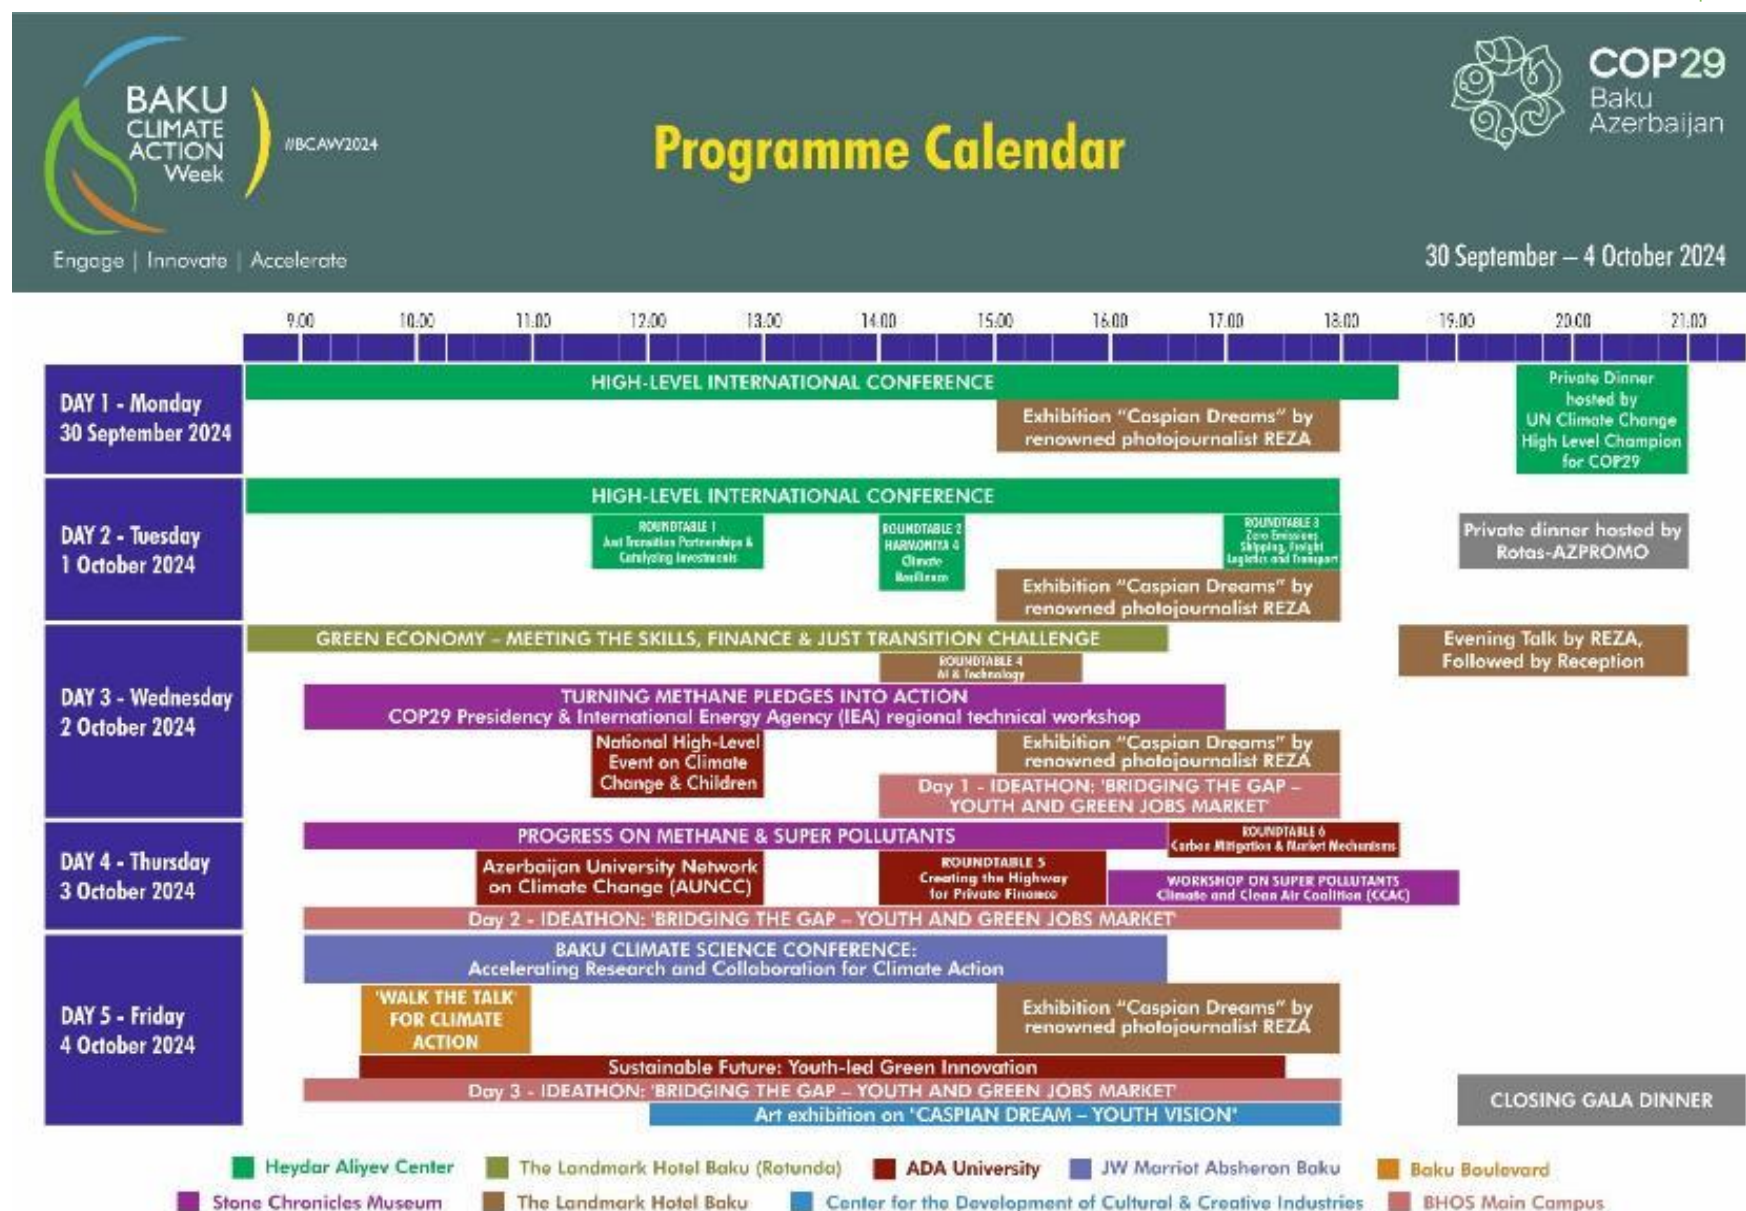 BAKU
CLIMATE
ACTION
Week
//BCAW2024
Engage | Innovate | Accelerate
Programme Calendar
COP29
Baku
Azerbaijan
30 September – 4 October 2024
9:00 10:00 11:00 12:00 13:00 14:00 15:00 16:00 17:00 18:00 19:00 20:00 21:00
DAY 1 - Monday
30 September 2024
HIGH-LEVEL INTERNATIONAL CONFERENCE
Exhibition "Caspian Dreams" by
renowned photojournalist REZA
Private Dinner
hosted by
UN Climate Change
High Level Champion
for COP29
DAY 2 - Tuesday
1 October 2024
HIGH-LEVEL INTERNATIONAL CONFERENCE
ROUNDTABLE 1
Just Transition Partnerships &
Catalyzing Investments
ROUNDTABLE 2
HARMONIYA 4
Climate
Resilience
ROUNDTABLE 3
Zero Emissions
Shipping, Freight
Logistics and Transport
Exhibition "Caspian Dreams" by
renowned photojournalist REZA
Private dinner hosted by
Rotas-AZPROMO
DAY 3 - Wednesday
2 October 2024
GREEN ECONOMY – MEETING THE SKILLS, FINANCE & JUST TRANSITION CHALLENGE
ROUNDTABLE 4
AI & Technology
Evening Talk by REZA,
Followed by Reception
TURNING METHANE PLEDGES INTO ACTION
COP29 Presidency & International Energy Agency (IEA) regional technical workshop
National High-Level
Event on Climate
Change & Children
Exhibition "Caspian Dreams" by
renowned photojournalist REZA
Day 1 - IDEATHON: 'BRIDGING THE GAP –
YOUTH AND GREEN JOBS MARKET'
DAY 4 - Thursday
3 October 2024
PROGRESS ON METHANE & SUPER POLLUTANTS
ROUNDTABLE 6
Carbon Mitigation & Market Mechanisms
Azerbaijan University Network
on Climate Change (AUNCC)
ROUNDTABLE 5
Creating the Highway
for Private Finance
WORKSHOP ON SUPER POLLUTANTS
Climate and Clean Air Coalition (CCAC)
Day 2 - IDEATHON: 'BRIDGING THE GAP – YOUTH AND GREEN JOBS MARKET'
DAY 5 - Friday
4 October 2024
BAKU CLIMATE SCIENCE CONFERENCE:
Accelerating Research and Collaboration for Climate Action
'WALK THE TALK'
FOR CLIMATE
ACTION
Exhibition "Caspian Dreams" by
renowned photojournalist REZA
Sustainable Future: Youth-led Green Innovation
Day 3 - IDEATHON: 'BRIDGING THE GAP – YOUTH AND GREEN JOBS MARKET'
Art exhibition on "CASPIAN DREAM – YOUTH VISION"
CLOSING GALA DINNER
Heydar Aliyev Center
The Landmark Hotel Baku (Rotunda)
ADA University
JW Marriot Absheron Baku
Baku Boulevard
Stone Chronicles Museum
The Landmark Hotel Baku
Center for the Development of Cultural & Creative Industries
BHOS Main Campus